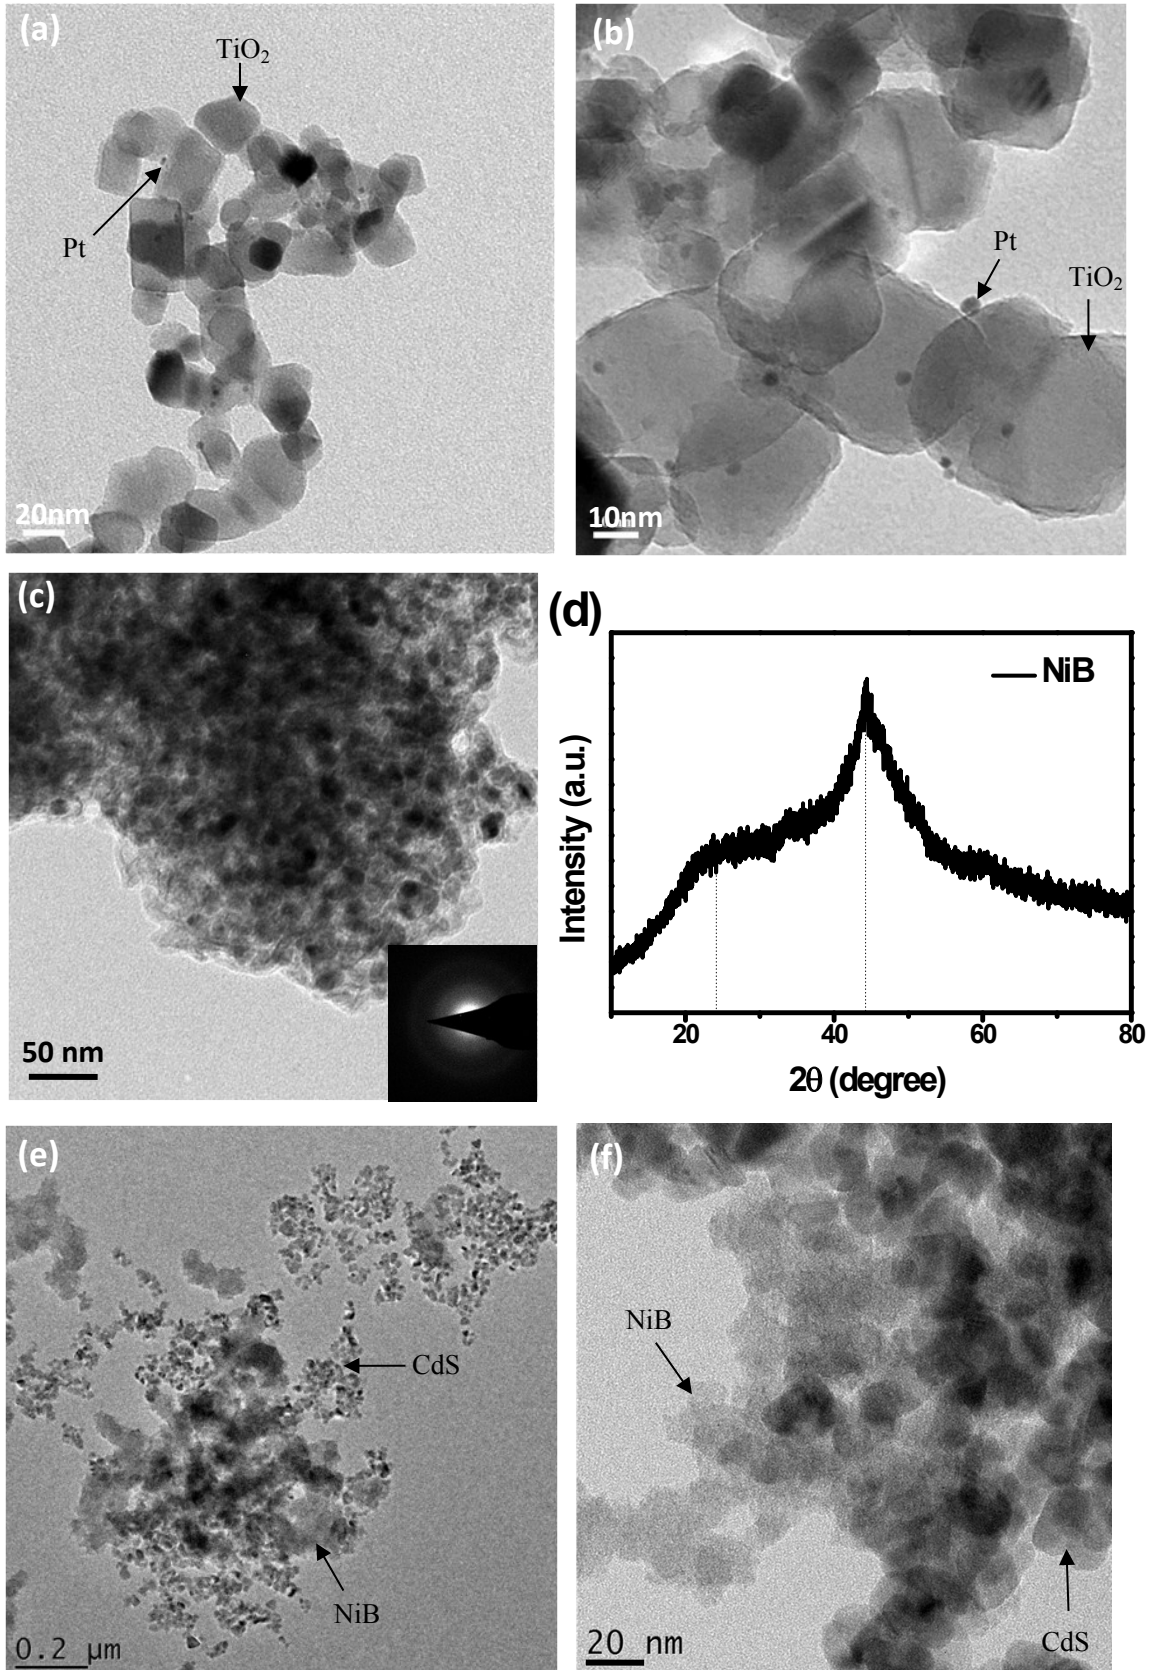 (a)
TiO₂
Pt
20nm
(b)
Pt
TiO₂
10nm
(c)
50 nm
(d)
NiB
Intensity (a.u.)
20 40 60 80
2θ (degree)
(e)
CdS
NiB
0.2 µm
(f)
NiB
CdS
20 nm